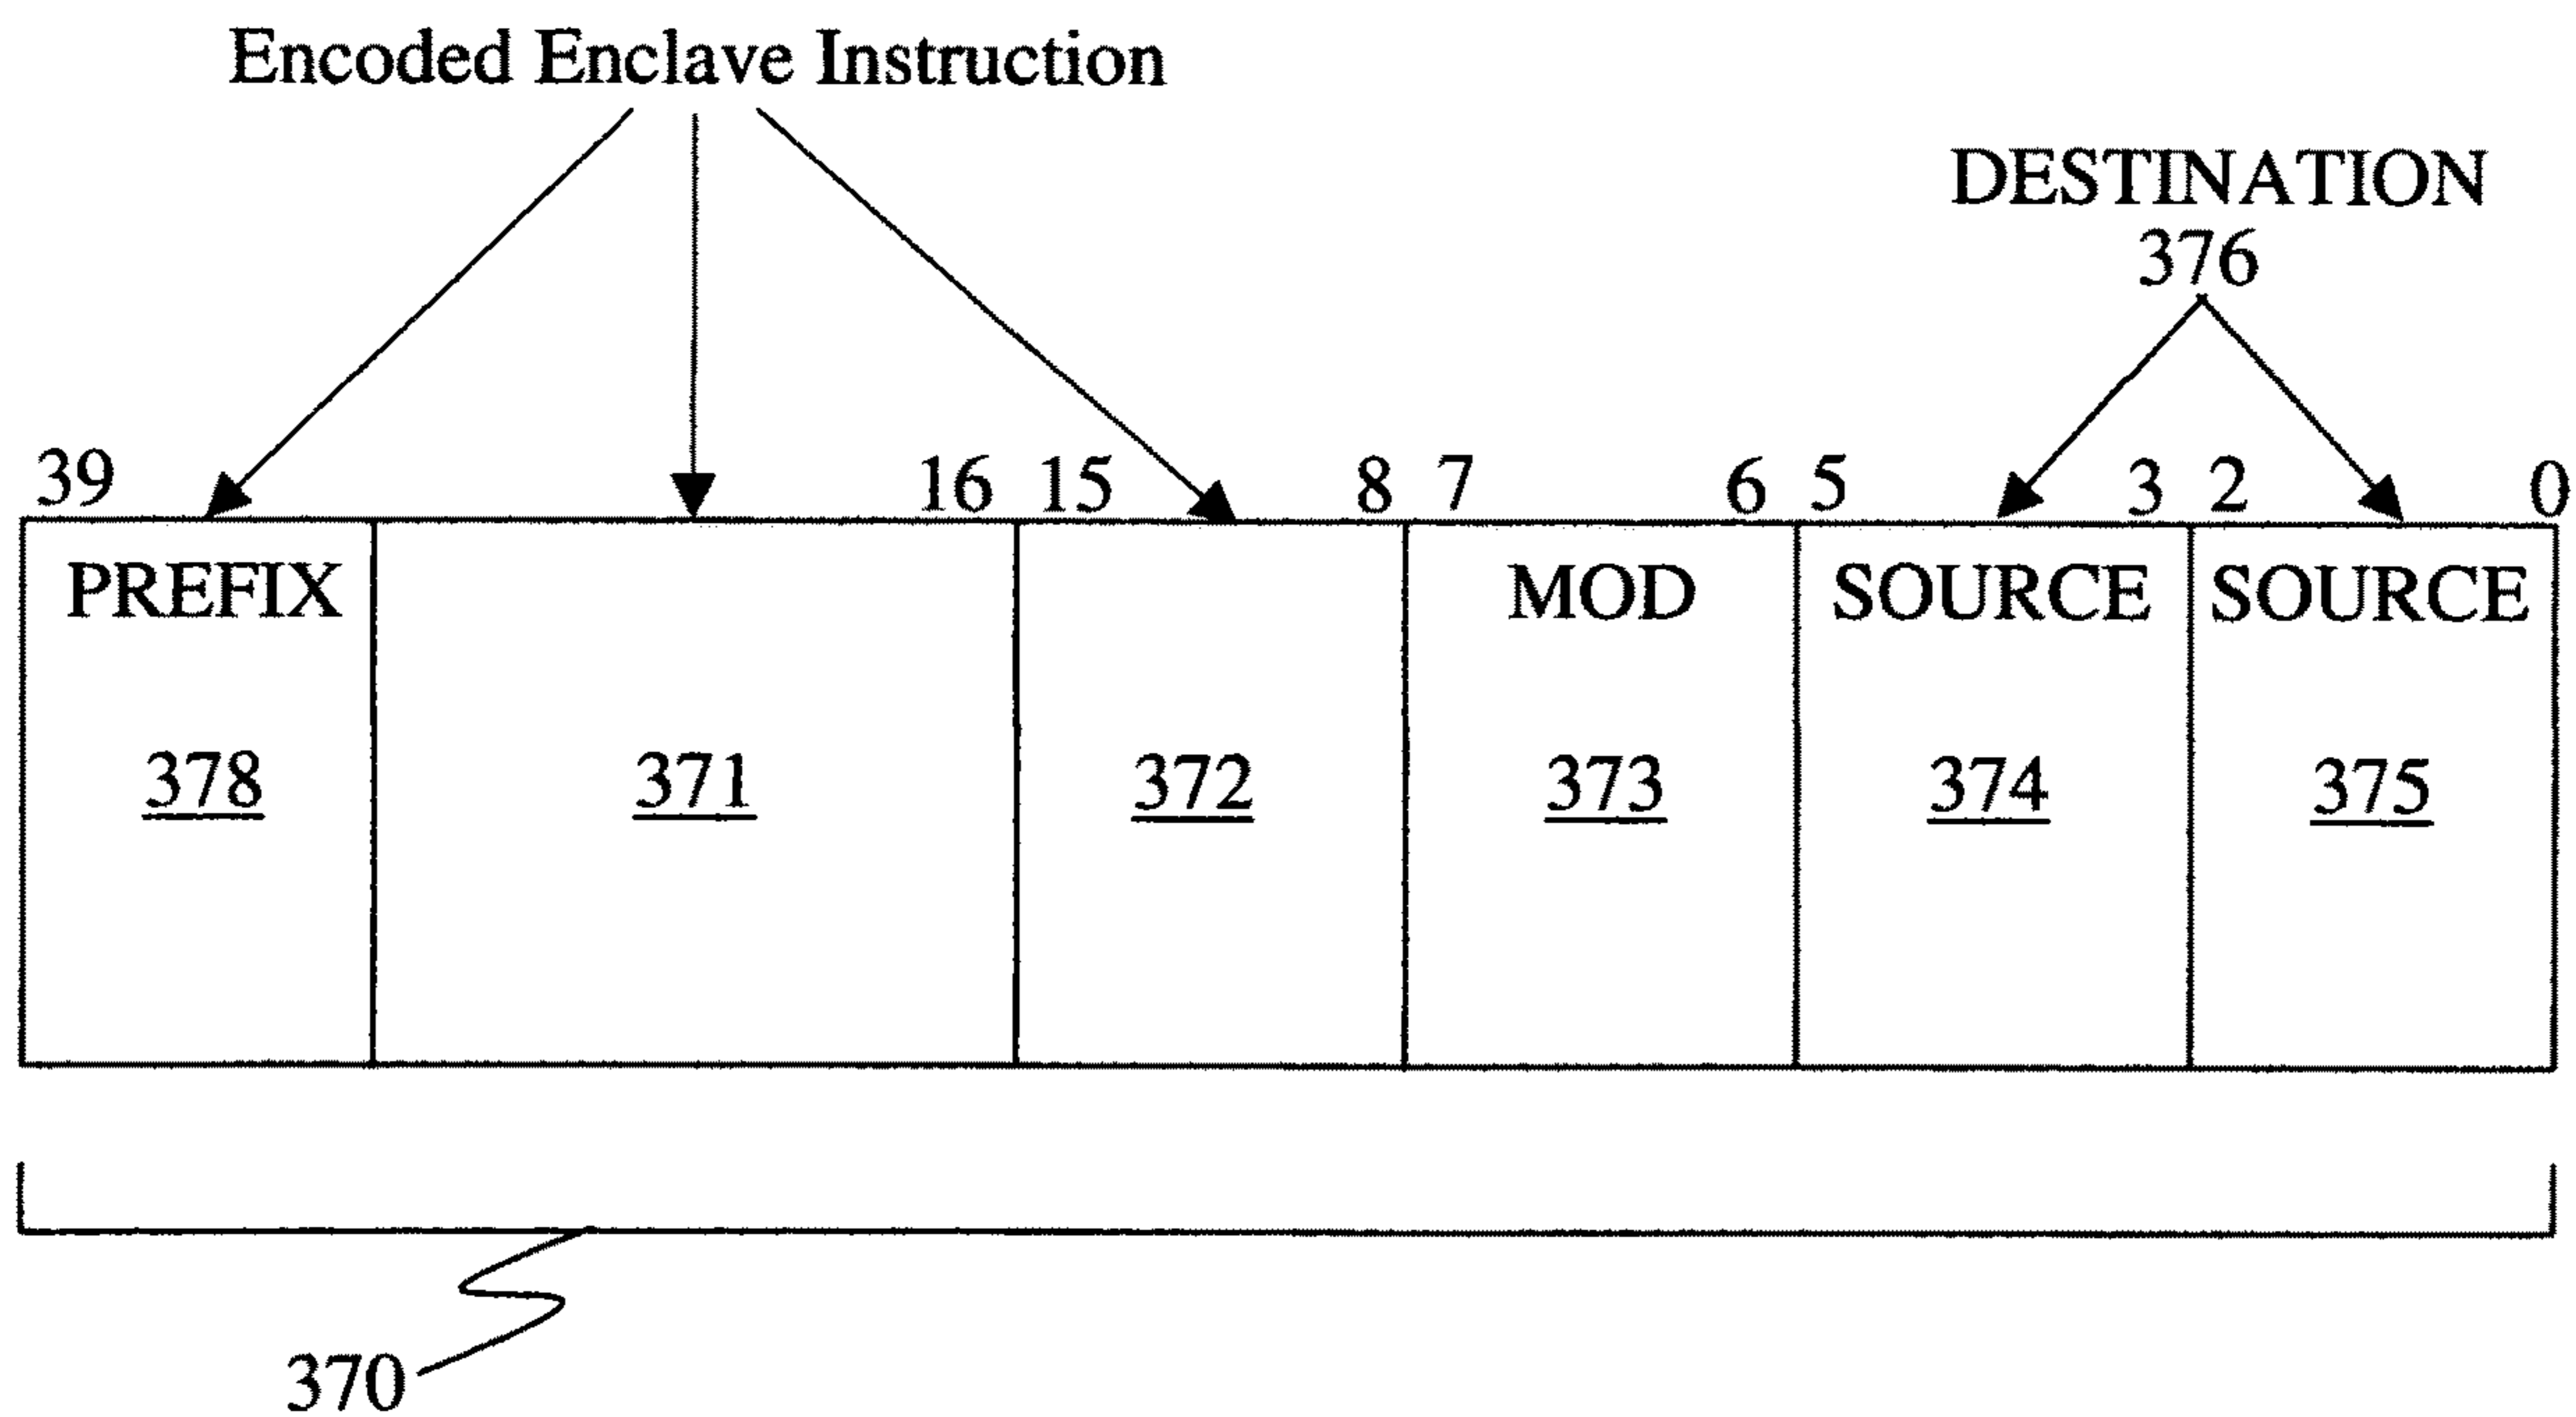 Encoded Enclave Instruction
DESTINATION
376
39 16 15 8 7 6 5 3 2 0
PREFIX MOD SOURCE SOURCE
378 371 372 373 374 375
370